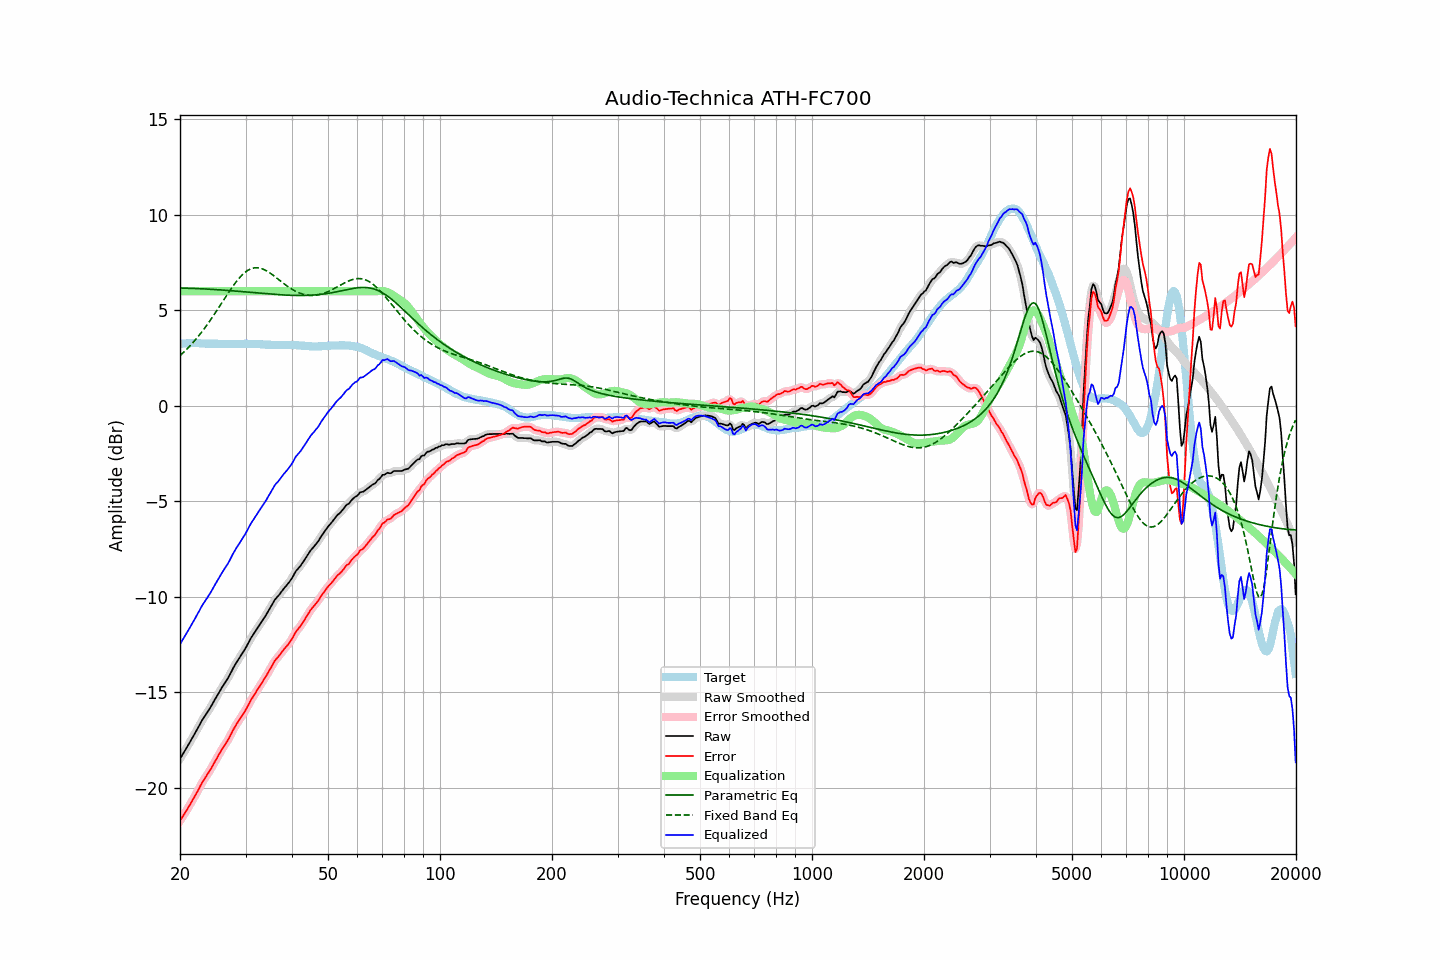 Audio-Technica ATH-FC700
15
10
5
0
−5
−10
−15
−20
Amplitude (dBr)
20
50
100
200
500
1000
2000
5000
10000
20000
Frequency (Hz)
Target
Raw Smoothed
Error Smoothed
Raw
Error
Equalization
Parametric Eq
Fixed Band Eq
Equalized